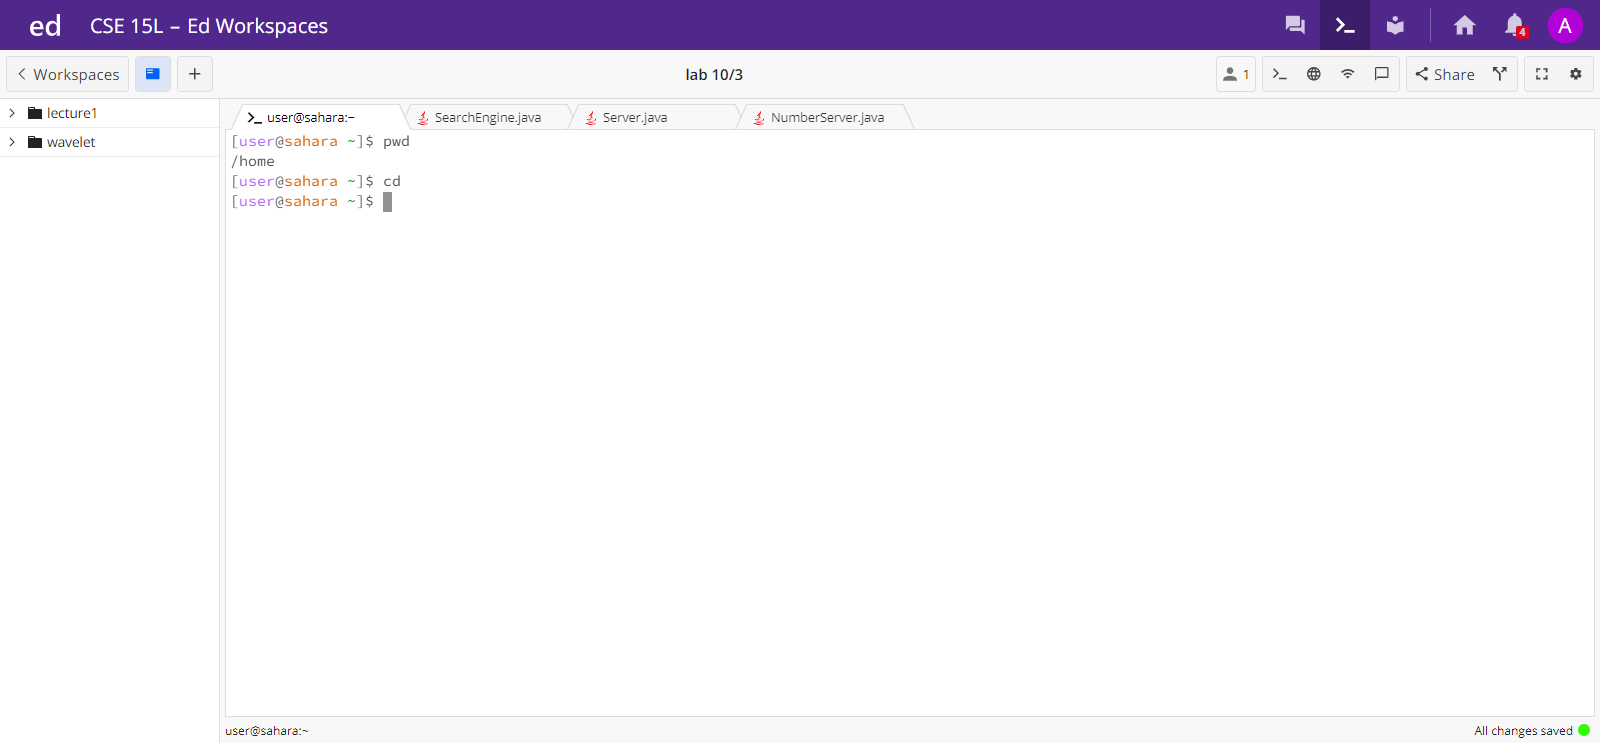 ed CSE 15L – Ed Workspaces 4 A
Workspaces lab 10/3 1 Share
lecture1
wavelet
user@sahara:~ SearchEngine.java Server.java NumberServer.java
[user@sahara ~]$ pwd
/home
[user@sahara ~]$ cd
[user@sahara ~]$
user@sahara:~ All changes saved